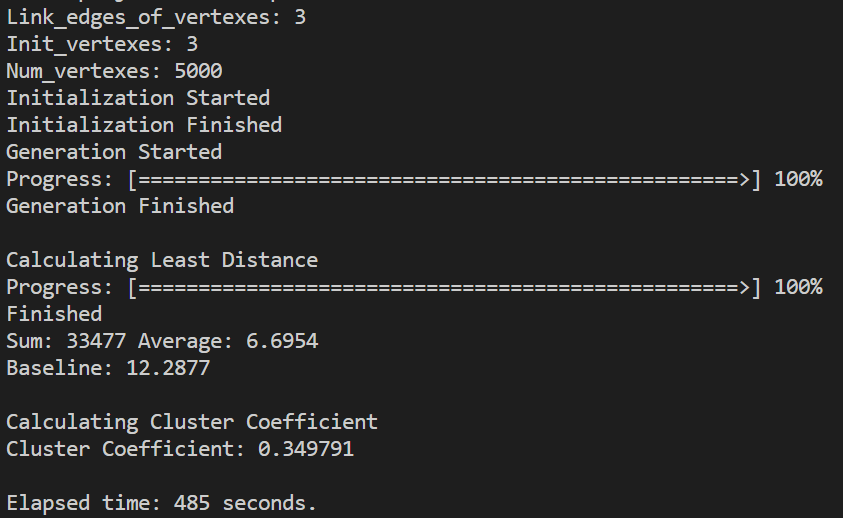 Link_edges_of_vertexes: 3
Init_vertexes: 3
Num_vertexes: 5000
Initialization Started
Initialization Finished
Generation Started
Progress: [==================================================>] 100%
Generation Finished
Calculating Least Distance
Progress: [==================================================>] 100%
Finished
Sum: 33477 Average: 6.6954
Baseline: 12.2877
Calculating Cluster Coefficient
Cluster Coefficient: 0.349791
Elapsed time: 485 seconds.